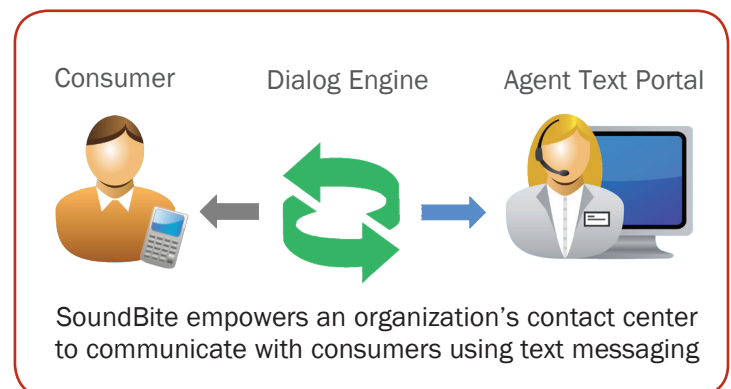 Consumer Dialog Engine Agent Text Portal
SoundBite empowers an organization’s contact center
to communicate with consumers using text messaging